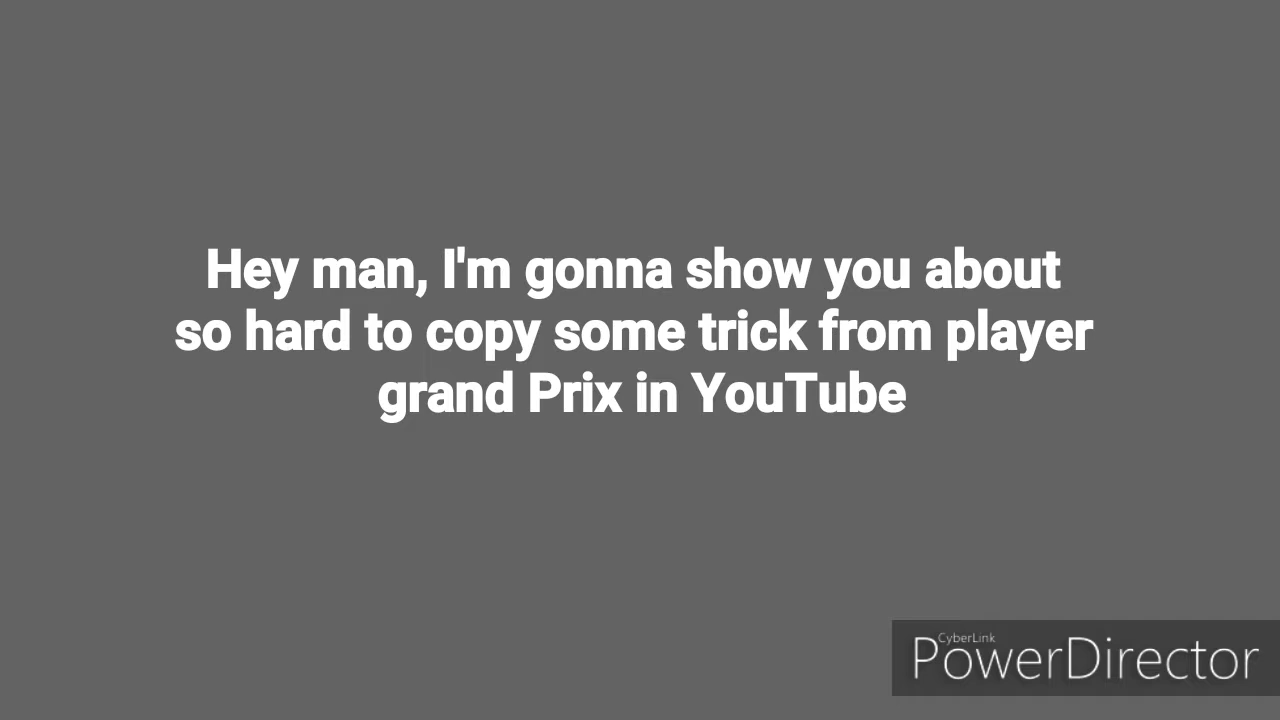 Hey man, I'm gonna show you about
so hard to copy some trick from player
grand Prix in YouTube
CyberLink
PowerDirector